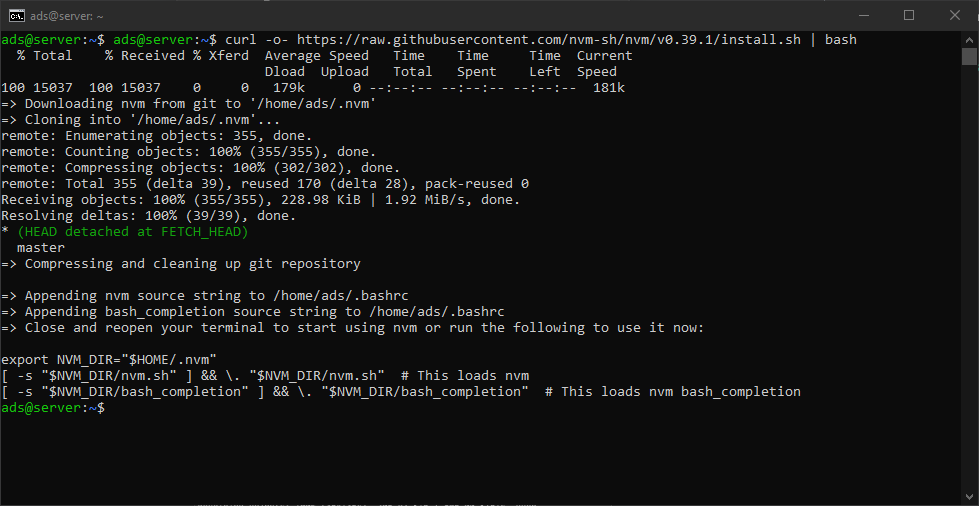 ads@server: ~
ads@server:~$ ads@server:~$ curl -o- https://raw.githubusercontent.com/nvm-sh/nvm/v0.39.1/install.sh | bash
  % Total    % Received % Xferd  Average Speed   Time    Time     Time  Current
                                 Dload  Upload   Total   Spent    Left  Speed
100 15037  100 15037    0     0   179k      0 --:--:-- --:--:-- --:--:--  181k
=> Downloading nvm from git to '/home/ads/.nvm'
=> Cloning into '/home/ads/.nvm'...
remote: Enumerating objects: 355, done.
remote: Counting objects: 100% (355/355), done.
remote: Compressing objects: 100% (302/302), done.
remote: Total 355 (delta 39), reused 170 (delta 28), pack-reused 0
Receiving objects: 100% (355/355), 228.98 KiB | 1.92 MiB/s, done.
Resolving deltas: 100% (39/39), done.
* (HEAD detached at FETCH_HEAD)
  master
=> Compressing and cleaning up git repository

=> Appending nvm source string to /home/ads/.bashrc
=> Appending bash_completion source string to /home/ads/.bashrc
=> Close and reopen your terminal to start using nvm or run the following to use it now:

export NVM_DIR="$HOME/.nvm"
[ -s "$NVM_DIR/nvm.sh" ] && \. "$NVM_DIR/nvm.sh"  # This loads nvm
[ -s "$NVM_DIR/bash_completion" ] && \. "$NVM_DIR/bash_completion"  # This loads nvm bash_completion
ads@server:~$